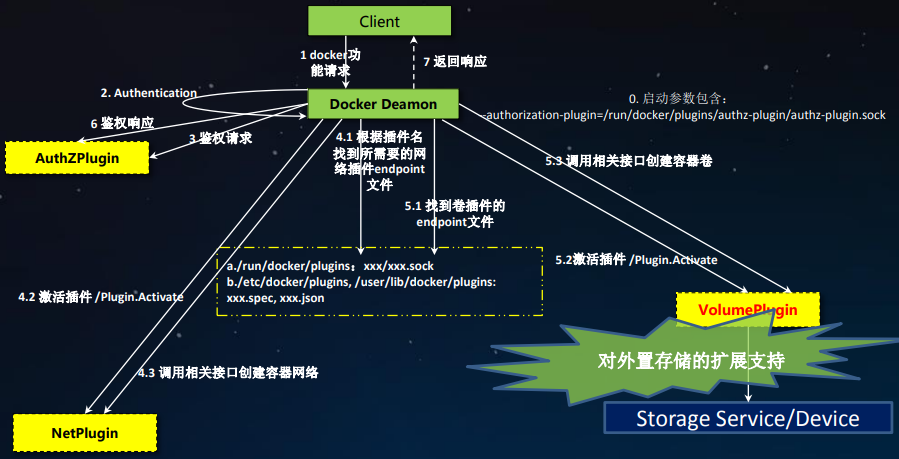 Client
1 docker功
能请求
7 返回响应
2. Authentication
Docker Deamon
0. 启动参数包含：
-authorization-plugin=/run/docker/plugins/authz-plugin/authz-plugin.sock
6 鉴权响应
3 鉴权请求
AuthZPlugin
4.1 根据插件名
找到所需要的网
络插件endpoint
文件
5.3 调用相关接口创建容器卷
5.1 找到卷插件的
endpoint文件
a./run/docker/plugins：xxx/xxx.sock
b./etc/docker/plugins, /user/lib/docker/plugins:
xxx.spec, xxx.json
5.2激活插件 /Plugin.Activate
4.2 激活插件 /Plugin.Activate
VolumePlugin
对外置存储的扩展支持
4.3 调用相关接口创建容器网络
Storage Service/Device
NetPlugin